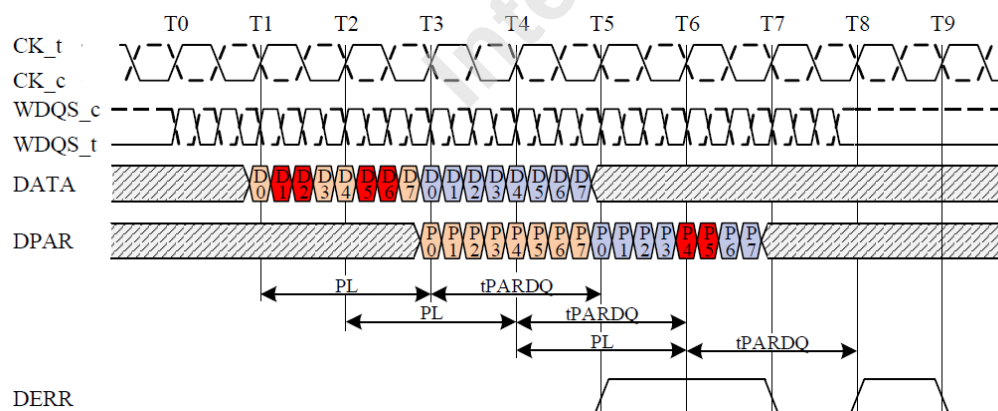 T0 T1 T2 T3 T4 T5 T6 T7 T8 T9
CK_t
CK_c
WDQS_c
WDQS_t
DATA D0 D1 D2 D3 D4 D5 D6 D7 D0 D1 D2 D3 D4 D5 D6 D7
DPAR P0 P1 P2 P3 P4 P5 P6 P7 P0 P1 P2 P3 P4 P5 P6 P7
PL tPARDQ
PL tPARDQ
PL tPARDQ
DERR